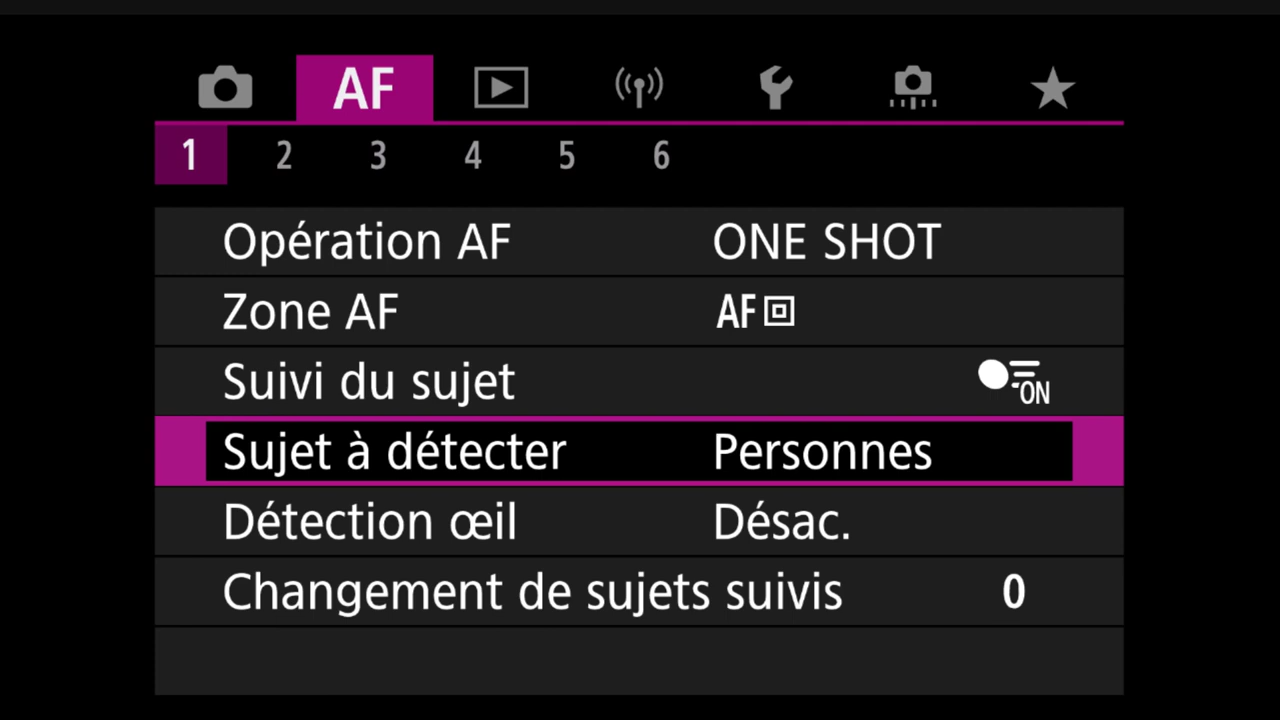 AF
1 2 3 4 5 6
Opération AF ONE SHOT
Zone AF AF
Suivi du sujet ON
Sujet à détecter Personnes
Détection œil Désac.
Changement de sujets suivis 0